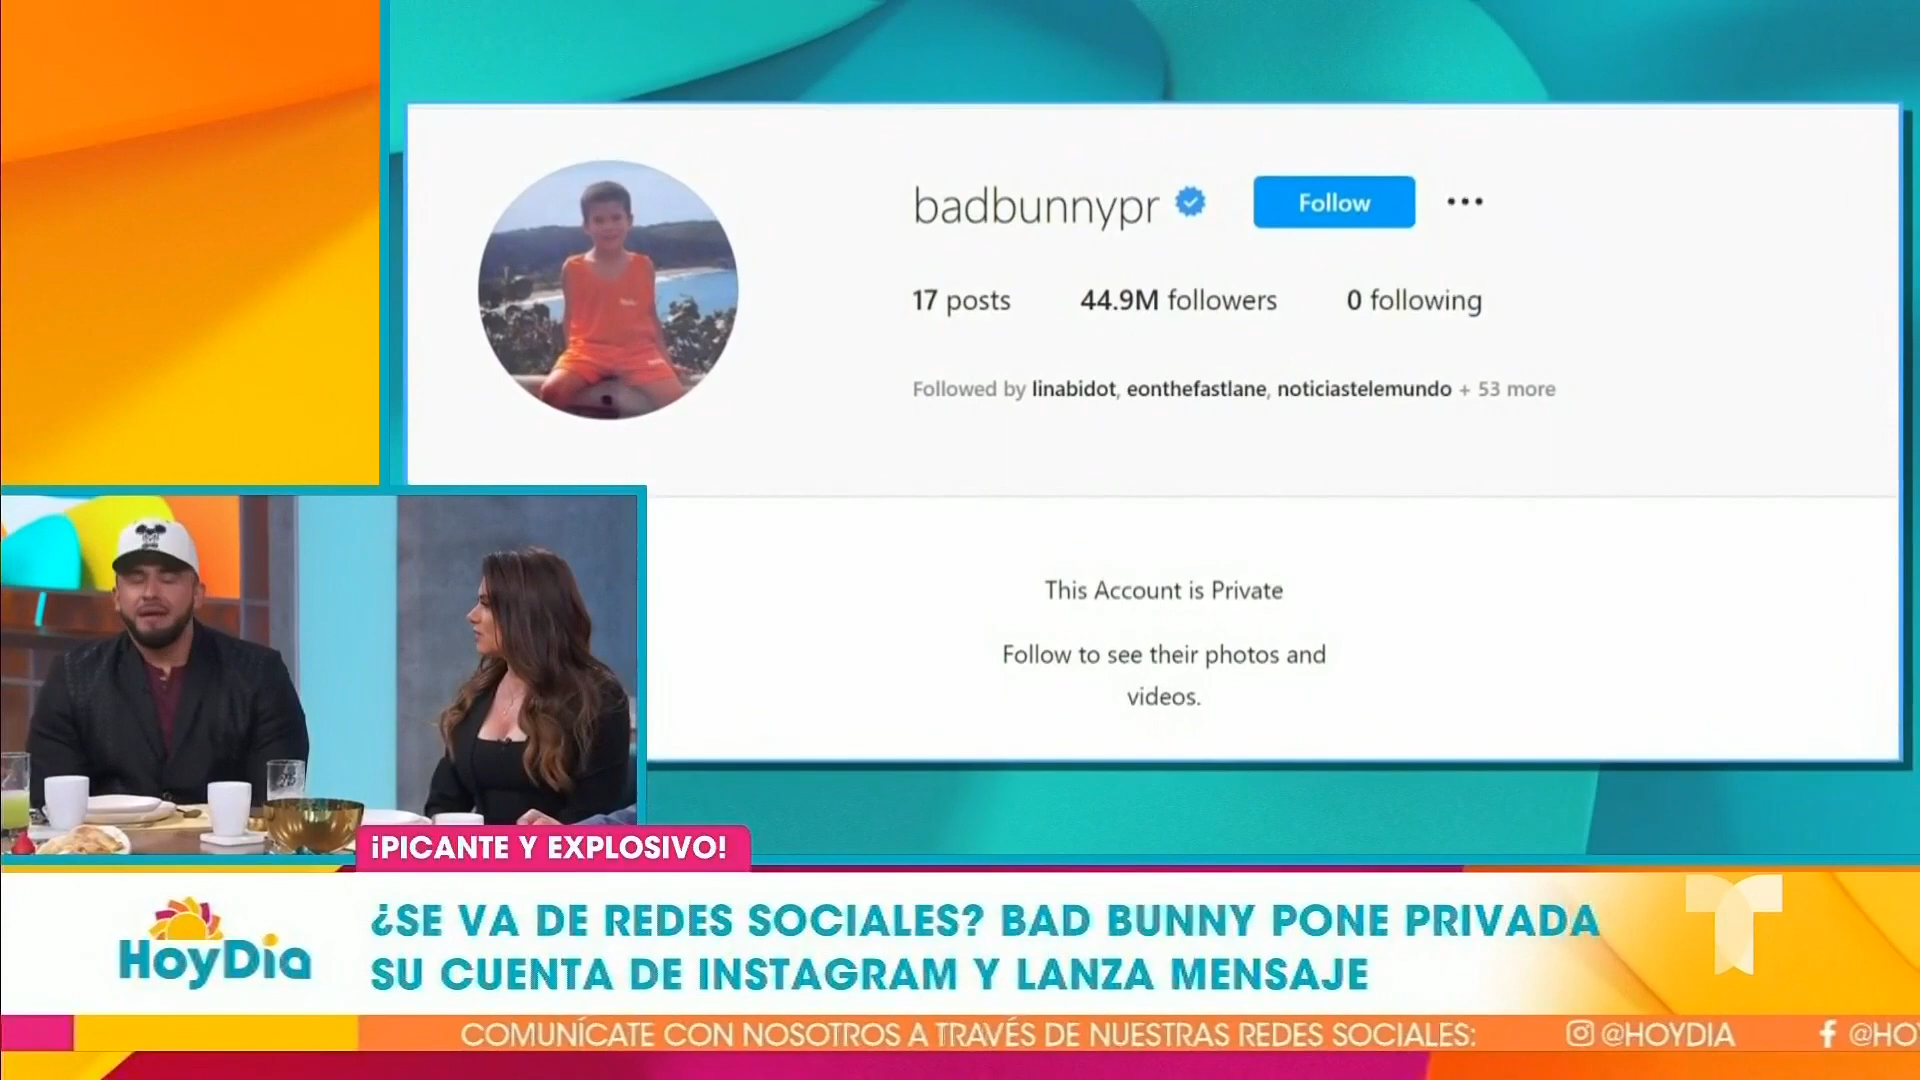 badbunnypr
Follow
17 posts 44.9M followers 0 following
Followed by linabidot, eonthefastlane, noticiastelemundo + 53 more
This Account is Private
Follow to see their photos and
videos.
¡PICANTE Y EXPLOSIVO!
HoyDía
¿SE VA DE REDES SOCIALES? BAD BUNNY PONE PRIVADA
SU CUENTA DE INSTAGRAM Y LANZA MENSAJE
COMUNÍCATE CON NOSOTROS A TRAVÉS DE NUESTRAS REDES SOCIALES: @HOYDIA @HO